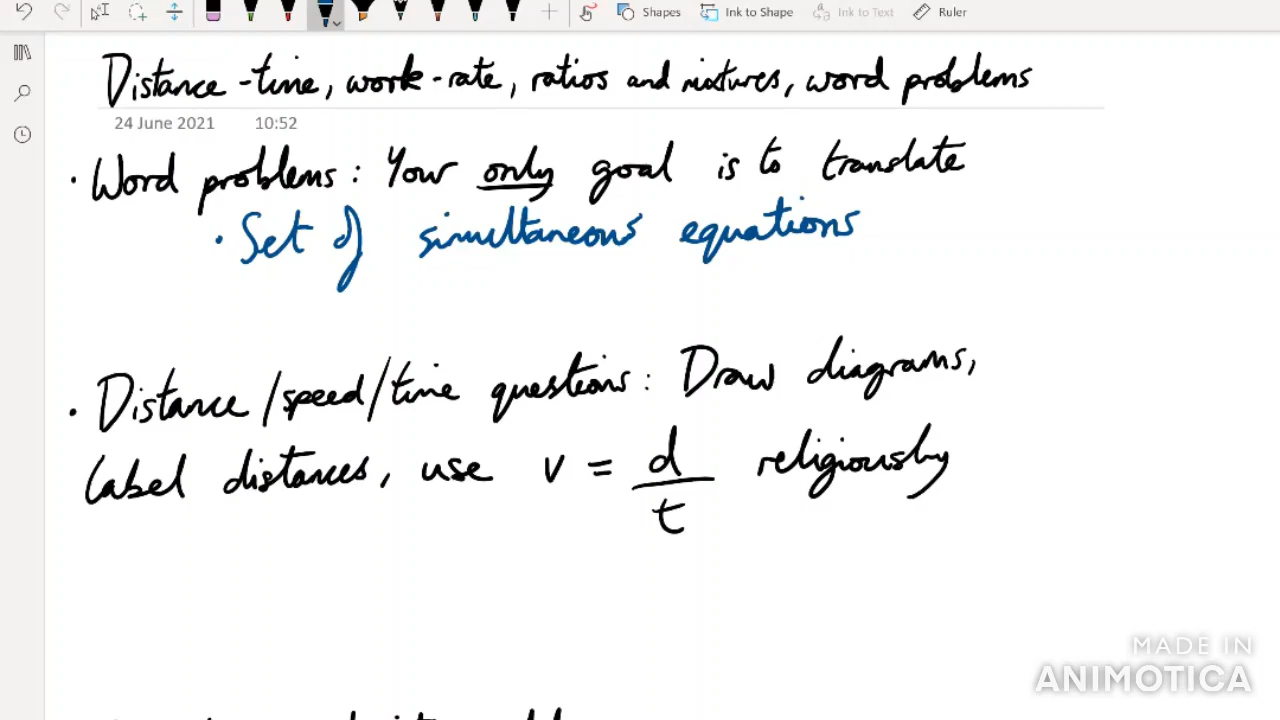 Shapes Ink to Shape Ink to Text Ruler
Distance-time, work-rate, ratios and mixtures, word problems
24 June 2021 10:52
· Word problems: Your only goal is to translate
· Set of simultaneous equations
· Distance/speed/time questions: Draw diagrams,
label distances, use v = d/t religiously
MADE IN
ANIMOTICA